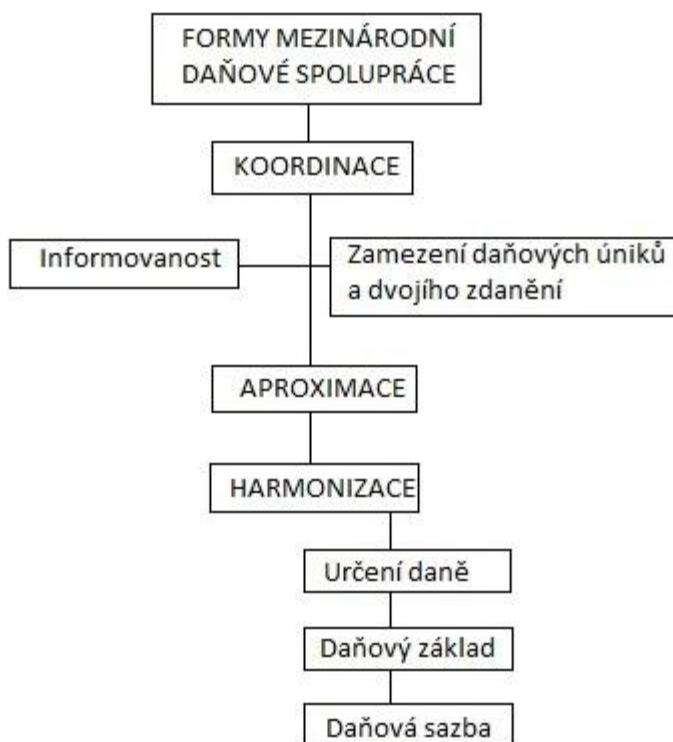 FORMY MEZINÁRODNÍ
DAŇOVÉ SPOLUPRÁCE
KOORDINACE
Informovanost
Zamezení daňových úniků
a dvojího zdanění
APROXIMACE
HARMONIZACE
Určení daně
Daňový základ
Daňová sazba